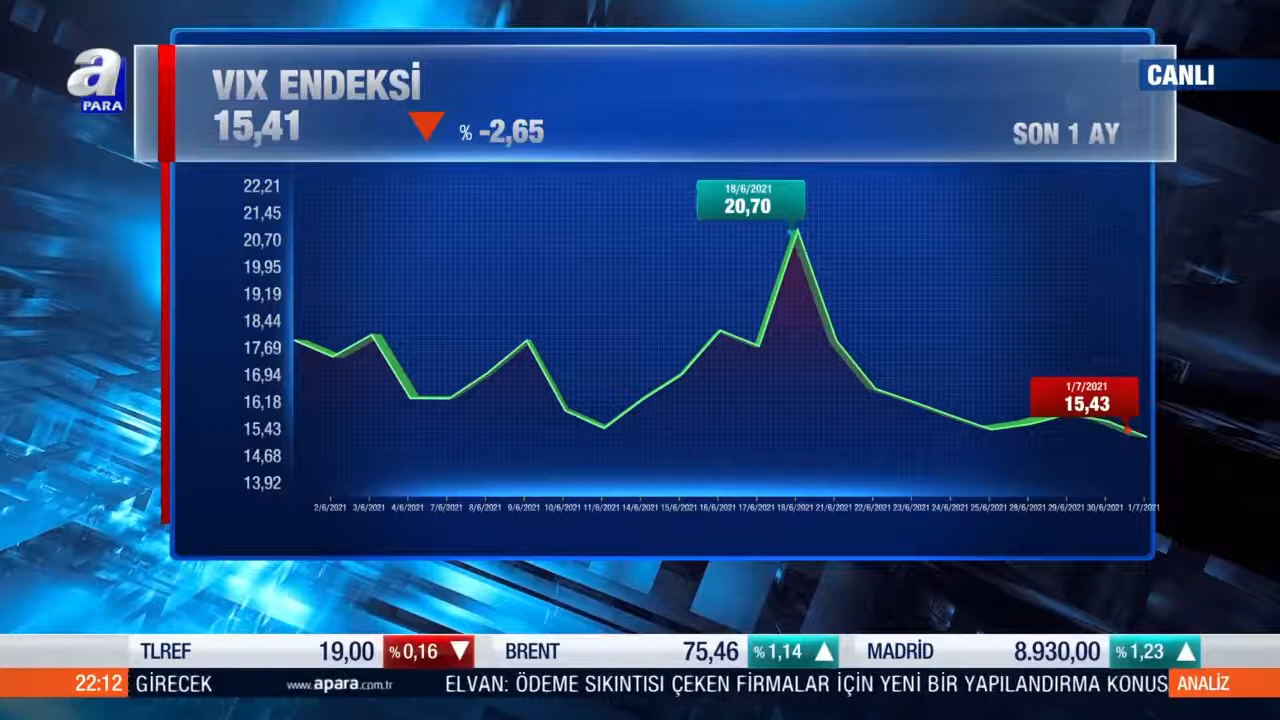 a
PARA
VIX ENDEKSİ
CANLI
15,41
% -2,65
SON 1 AY
22,21
21,45
20,70
19,95
19,19
18,44
17,69
16,94
16,18
15,43
14,68
13,92
18/6/2021
20,70
1/7/2021
15,43
2/6/2021 3/6/2021 4/6/2021 7/6/2021 8/6/2021 9/6/2021 10/6/2021 11/6/2021 14/6/2021 15/6/2021 16/6/2021 17/6/2021 18/6/2021 21/6/2021 22/6/2021 23/6/2021 24/6/2021 25/6/2021 28/6/2021 29/6/2021 30/6/2021 1/7/2021
TLREF 19,00 %0,16 BRENT 75,46 %1,14 MADRİD 8.930,00 %1,23
22:12 GİRECEK www.apara.com.tr ELVAN: ÖDEME SIKINTISI ÇEKEN FİRMALAR İÇİN YENİ BİR YAPILANDIRMA KONUS ANALİZ